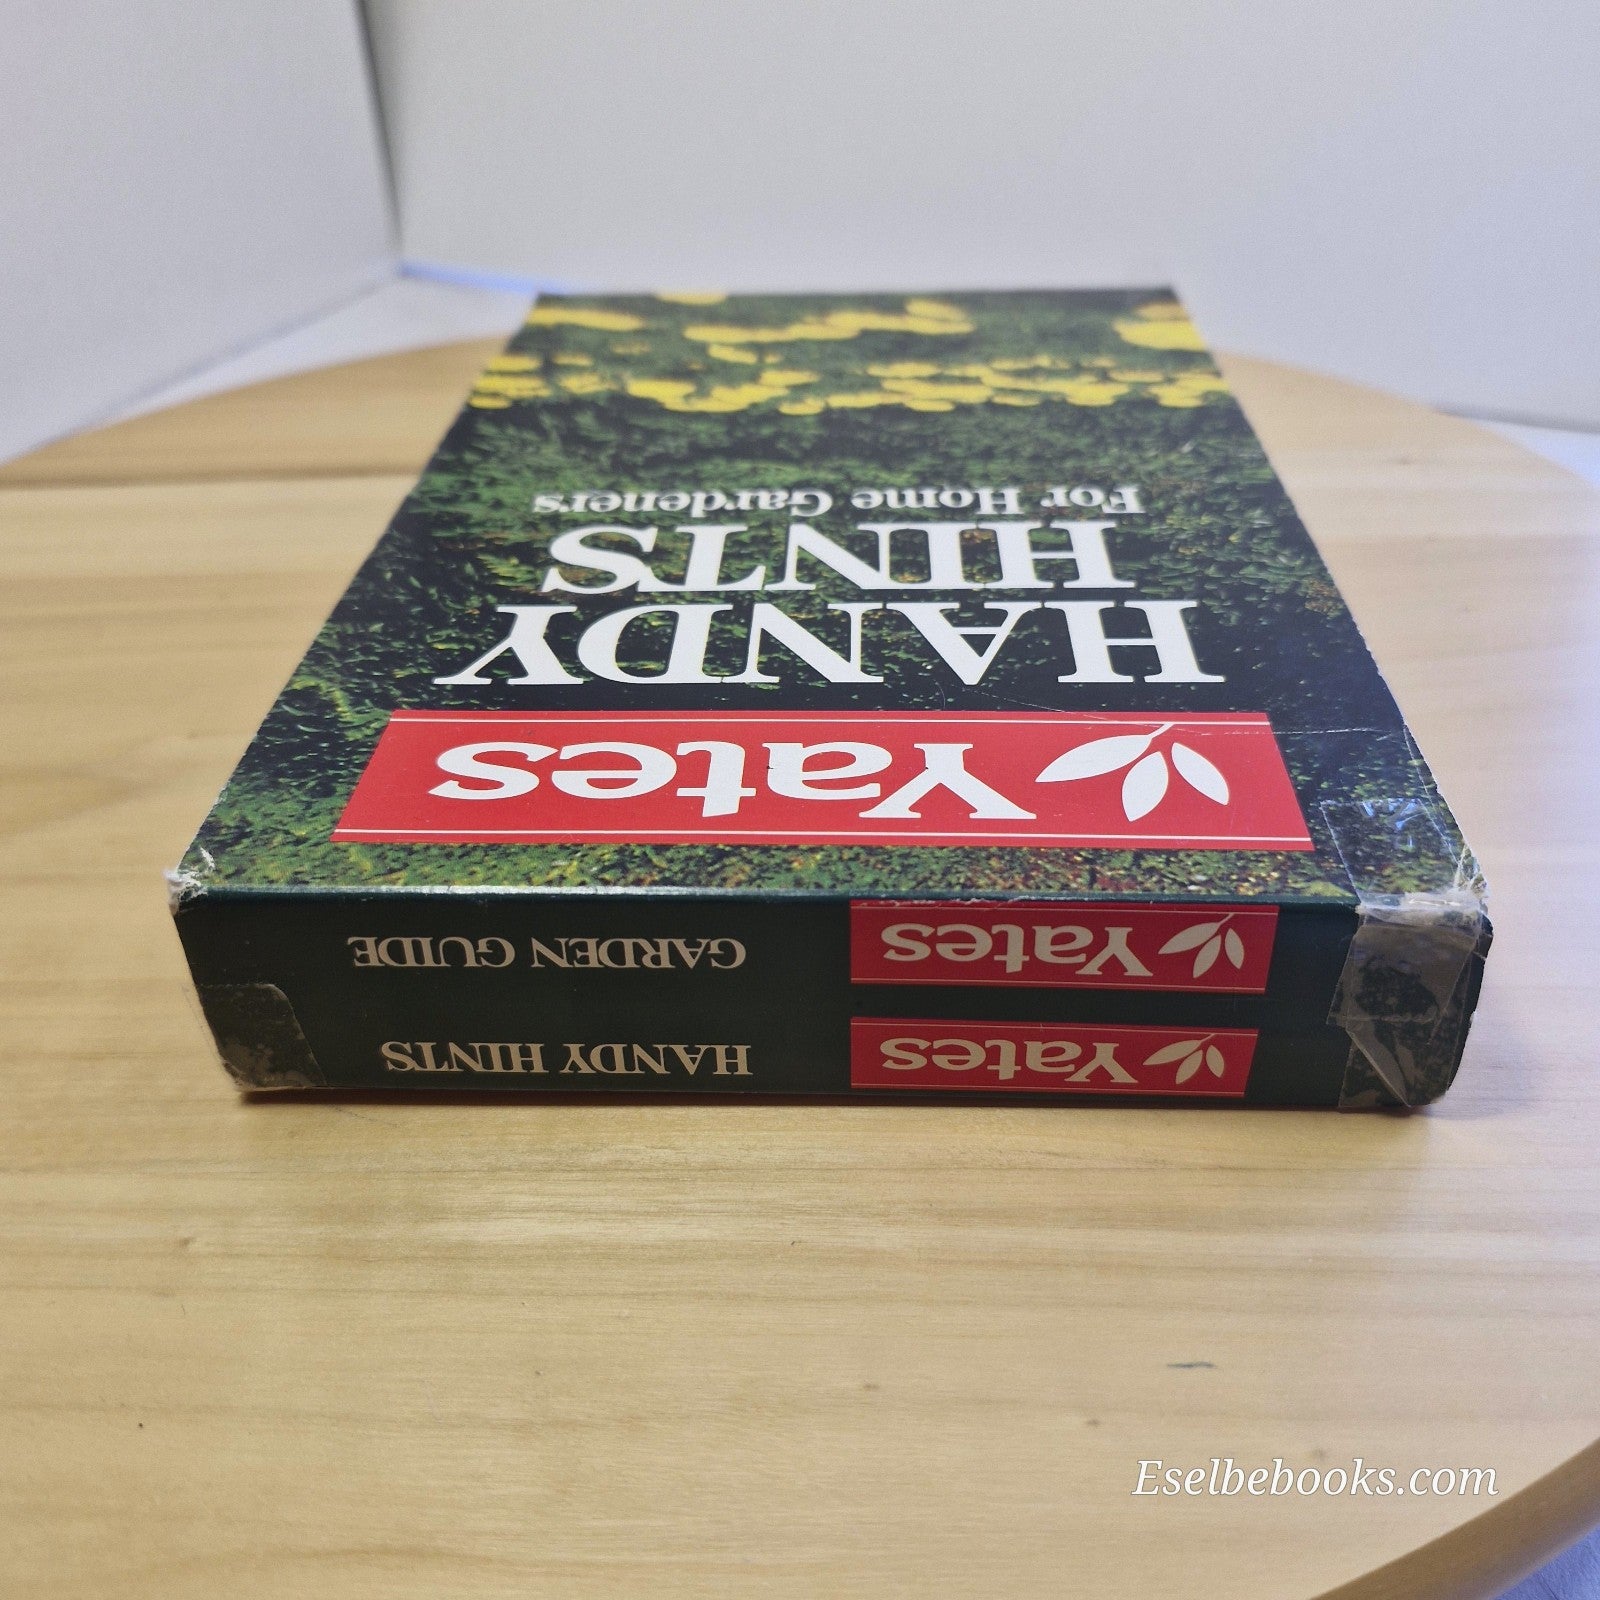 Yates
HANDY
HINTS
For Home Gardeners
Yates
GARDEN GUIDE
Yates
HANDY HINTS
Eselbebooks.com